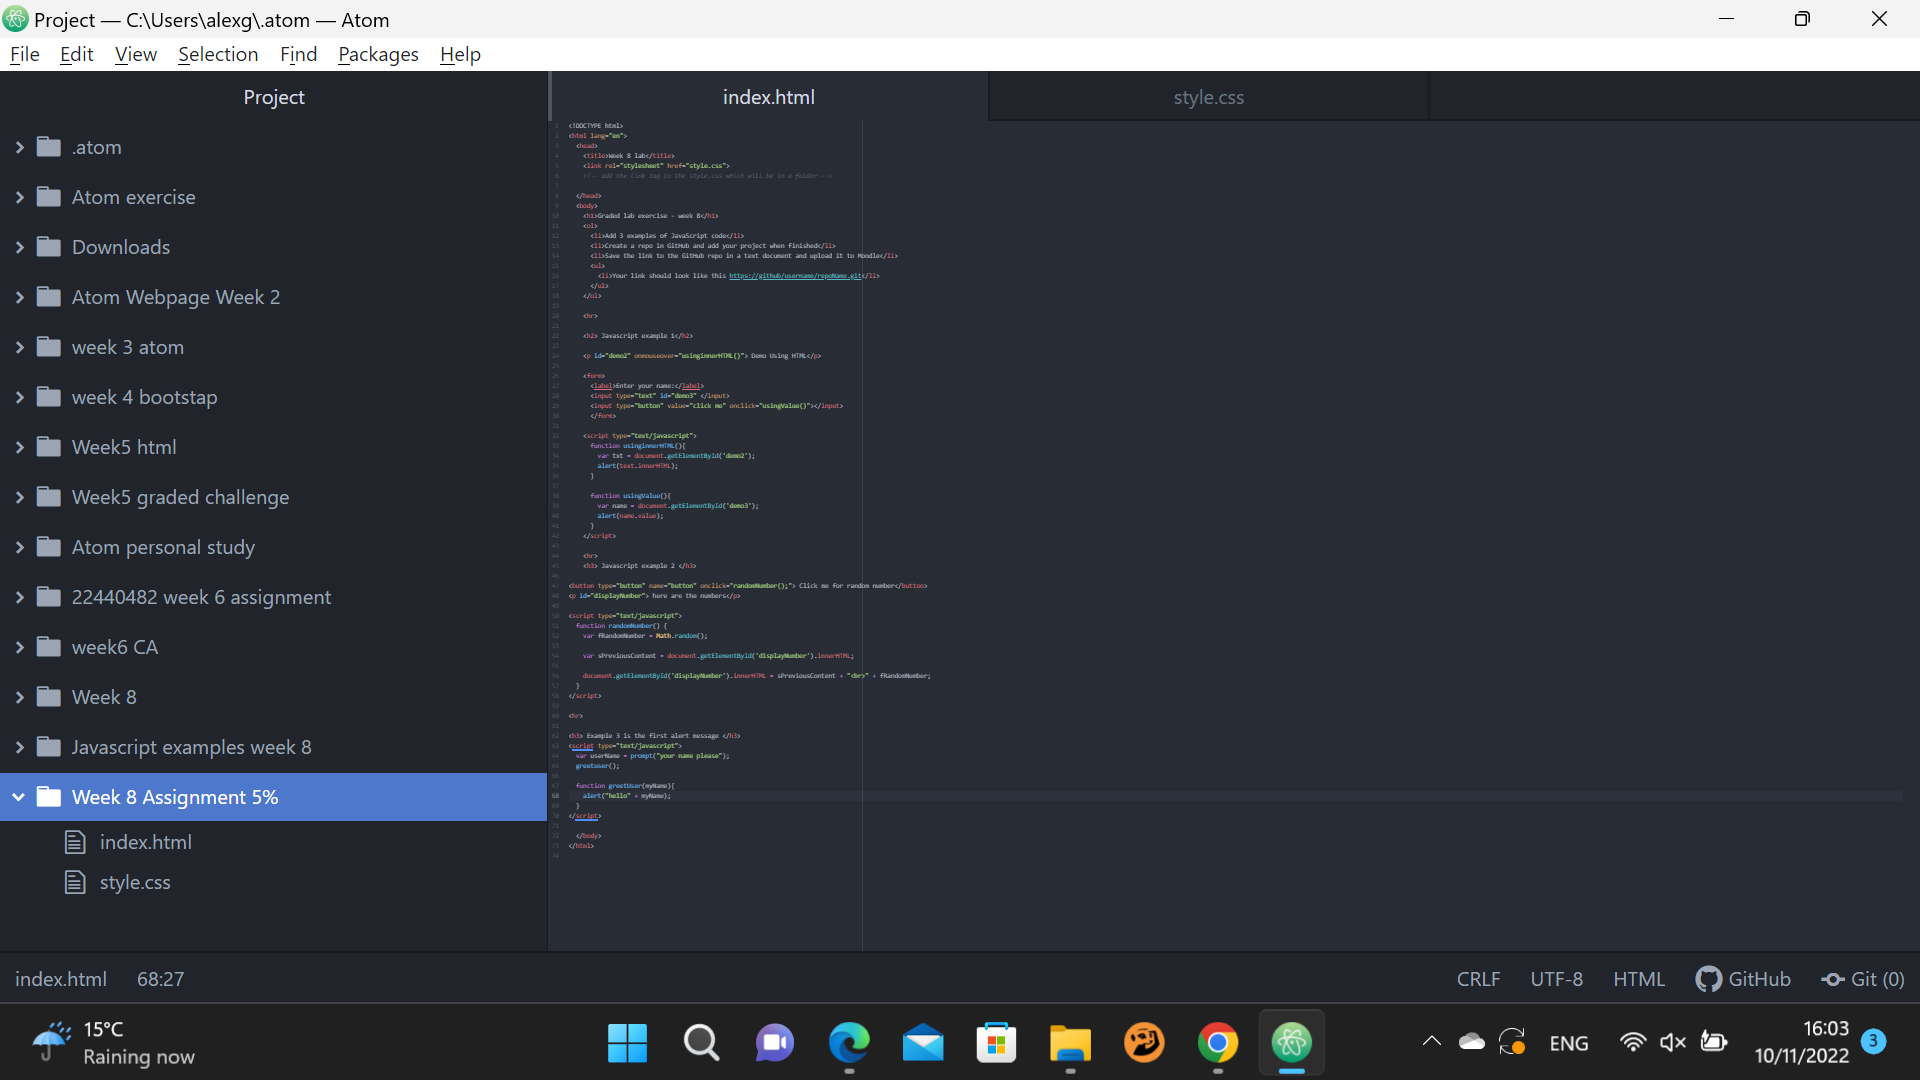 Project — C:\Users\alexg\.atom — Atom
File Edit View Selection Find Packages Help
Project
index.html
style.css
.atom
Atom exercise
Downloads
Atom Webpage Week 2
week 3 atom
week 4 bootstap
Week5 html
Week5 graded challenge
Atom personal study
22440482 week 6 assignment
week6 CA
Week 8
Javascript examples week 8
Week 8 Assignment 5%
index.html
style.css
<!DOCTYPE html>
<html lang="en">
<head>
<title>Week 8 lab</title>
<link rel="stylesheet" href="style.css">
<!-- add the link tag to the style.css which will be in a folder -->
</head>
<body>
<h1>Graded lab exercise - week 8</h1>
<ol>
<li>Add 3 examples of JavaScript code</li>
<li>Create a repo in GitHub and add your project when finished</li>
<li>Save the link to the GitHub repo in a text document and upload it to Moodle</li>
<ul>
<li>Your link should look like this https://github/username/repoName.git</li>
</ul>
</ol>
<hr>
<h2> Javascript example 1</h2>
<p id="demo2" onmouseover="usinginnerHTML()"> Demo Using HTML</p>
<form>
<label>Enter your name:</label>
<input type="text" id="demo3" </input>
<input type="button" value="click me" onclick="usingValue()"></input>
</form>
<script type="text/javascript">
function usinginnerHTML(){
var txt = document.getElementById('demo2');
alert(text.innerHTML);
}
function usingValue(){
var name = document.getElementById('demo3');
alert(name.value);
}
</script>
<hr>
<h3> Javascript example 2 </h3>
<button type="button" name="button" onclick="randomNumber();"> Click me for random number</button>
<p id="displayNumber"> here are the numbers</p>
<script type="text/javascript">
function randomNumber() {
var fRandomNumber = Math.random();
var sPreviousContent = document.getElementById('displayNumber').innerHTML;
document.getElementById('displayNumber').innerHTML = sPreviousContent + "<br>" + fRandomNumber;
}
</script>
<hr>
<h3> Example 3 is the first alert message </h3>
<script type="text/javascript">
var userName = prompt("your name please");
greetuser();
function greetUser(myName){
alert("hello" + myName);
}
</script>
</body>
</html>
index.html 68:27
CRLF UTF-8 HTML GitHub Git (0)
15°C
Raining now
ENG
16:03
10/11/2022
3